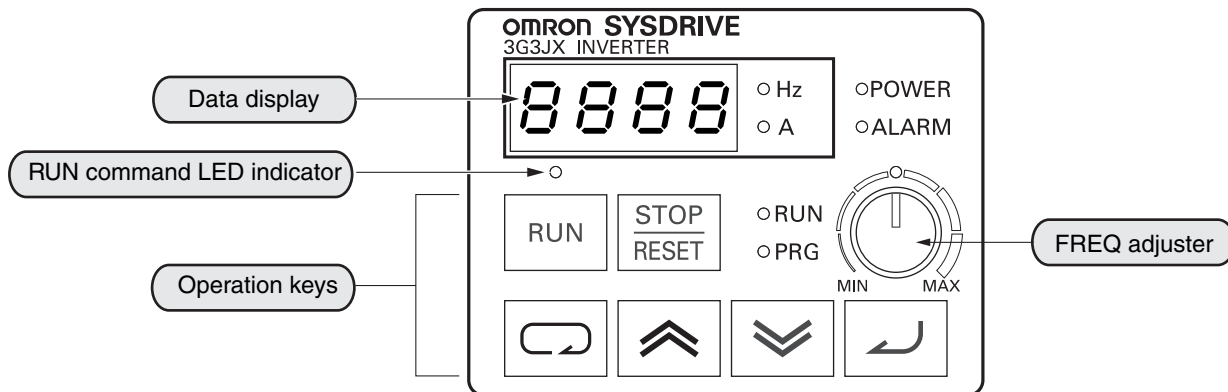 OMRON SYSDRIVE
3G3JX INVERTER
Data display
8888
Hz
POWER
A
ALARM
RUN command LED indicator
RUN
STOP
RESET
RUN
PRG
FREQ adjuster
Operation keys
MIN
MAX